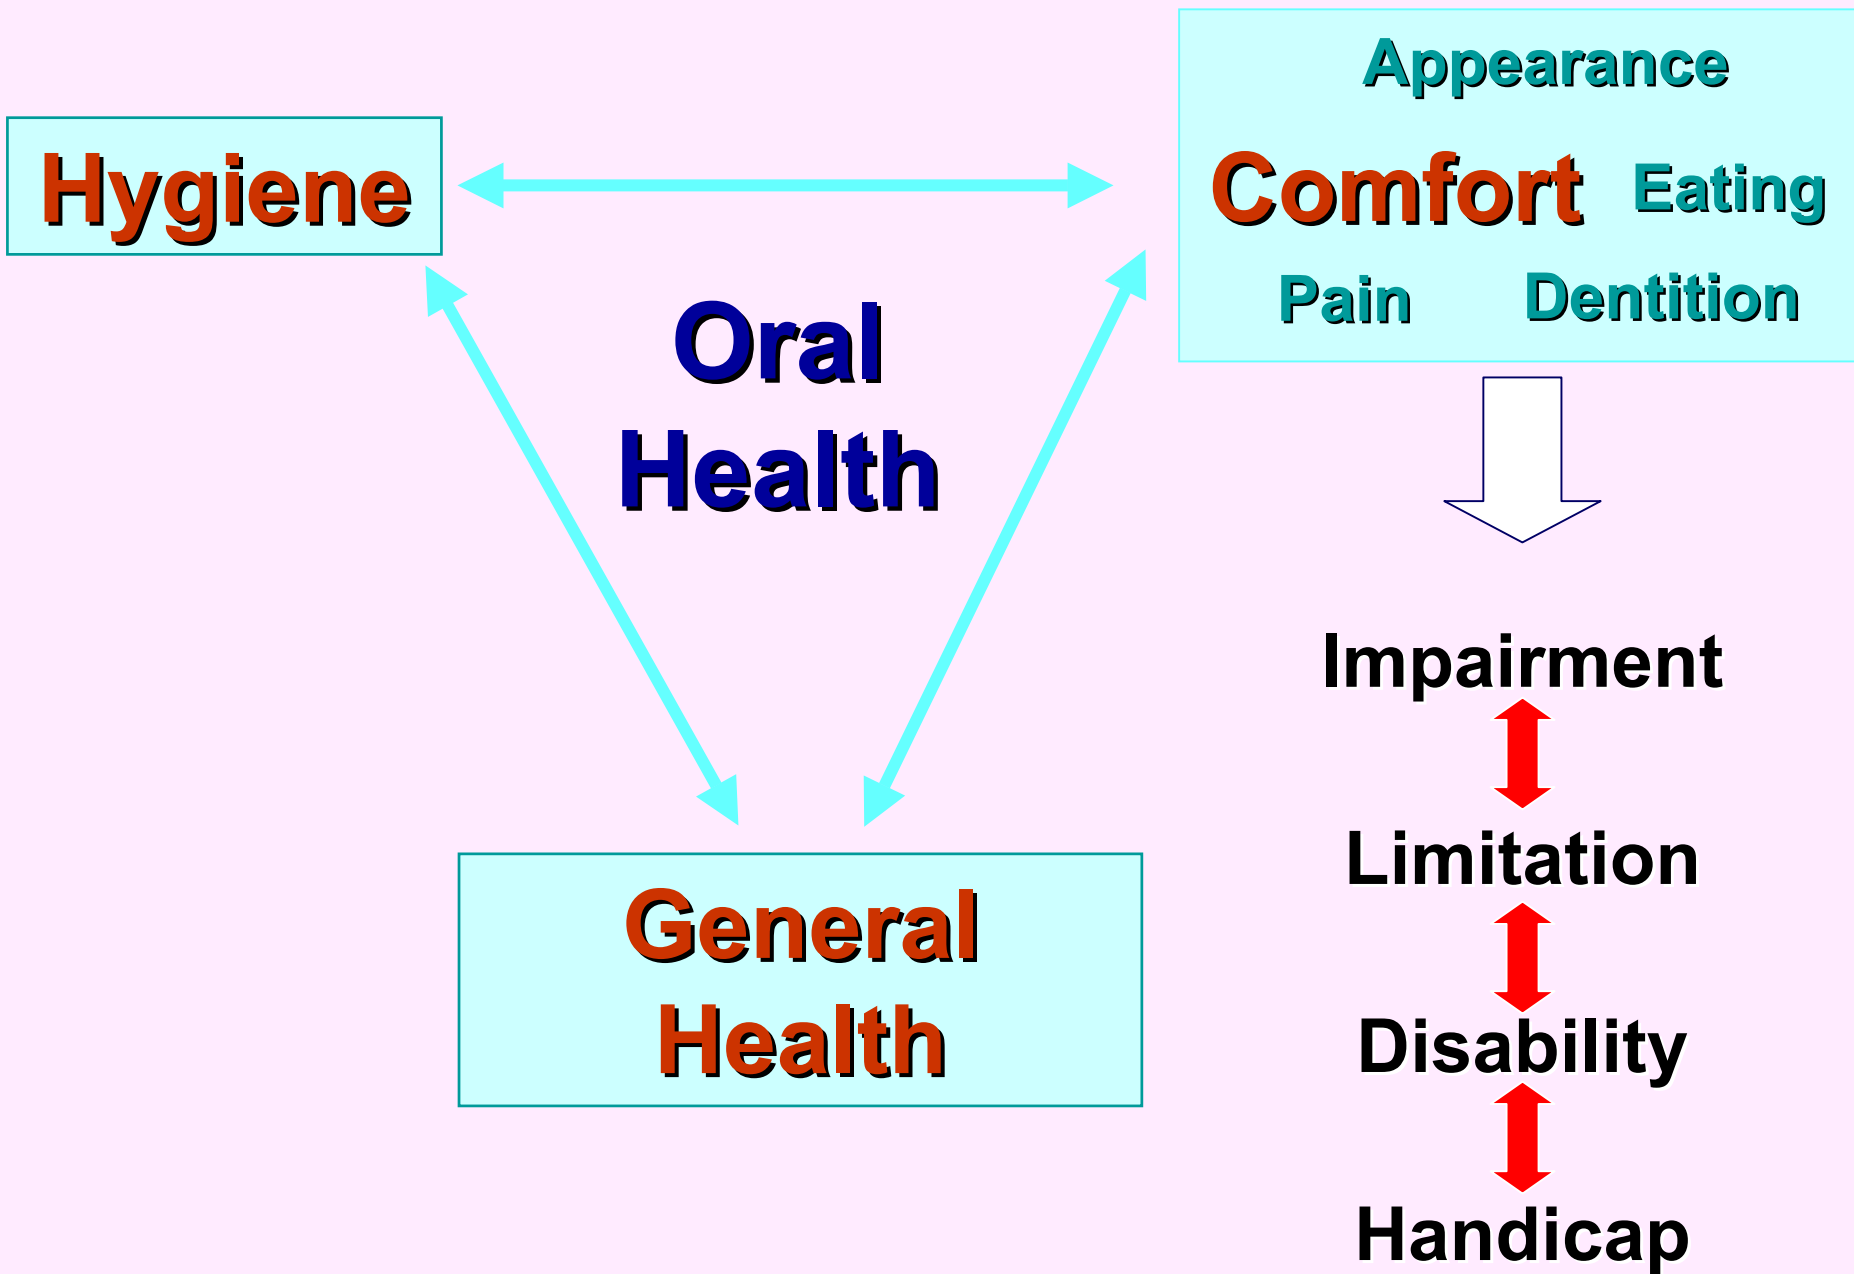 Hygiene
Oral
Health
General
Health
Appearance
Comfort Eating
Pain Dentition
Impairment
Limitation
Disability
Handicap